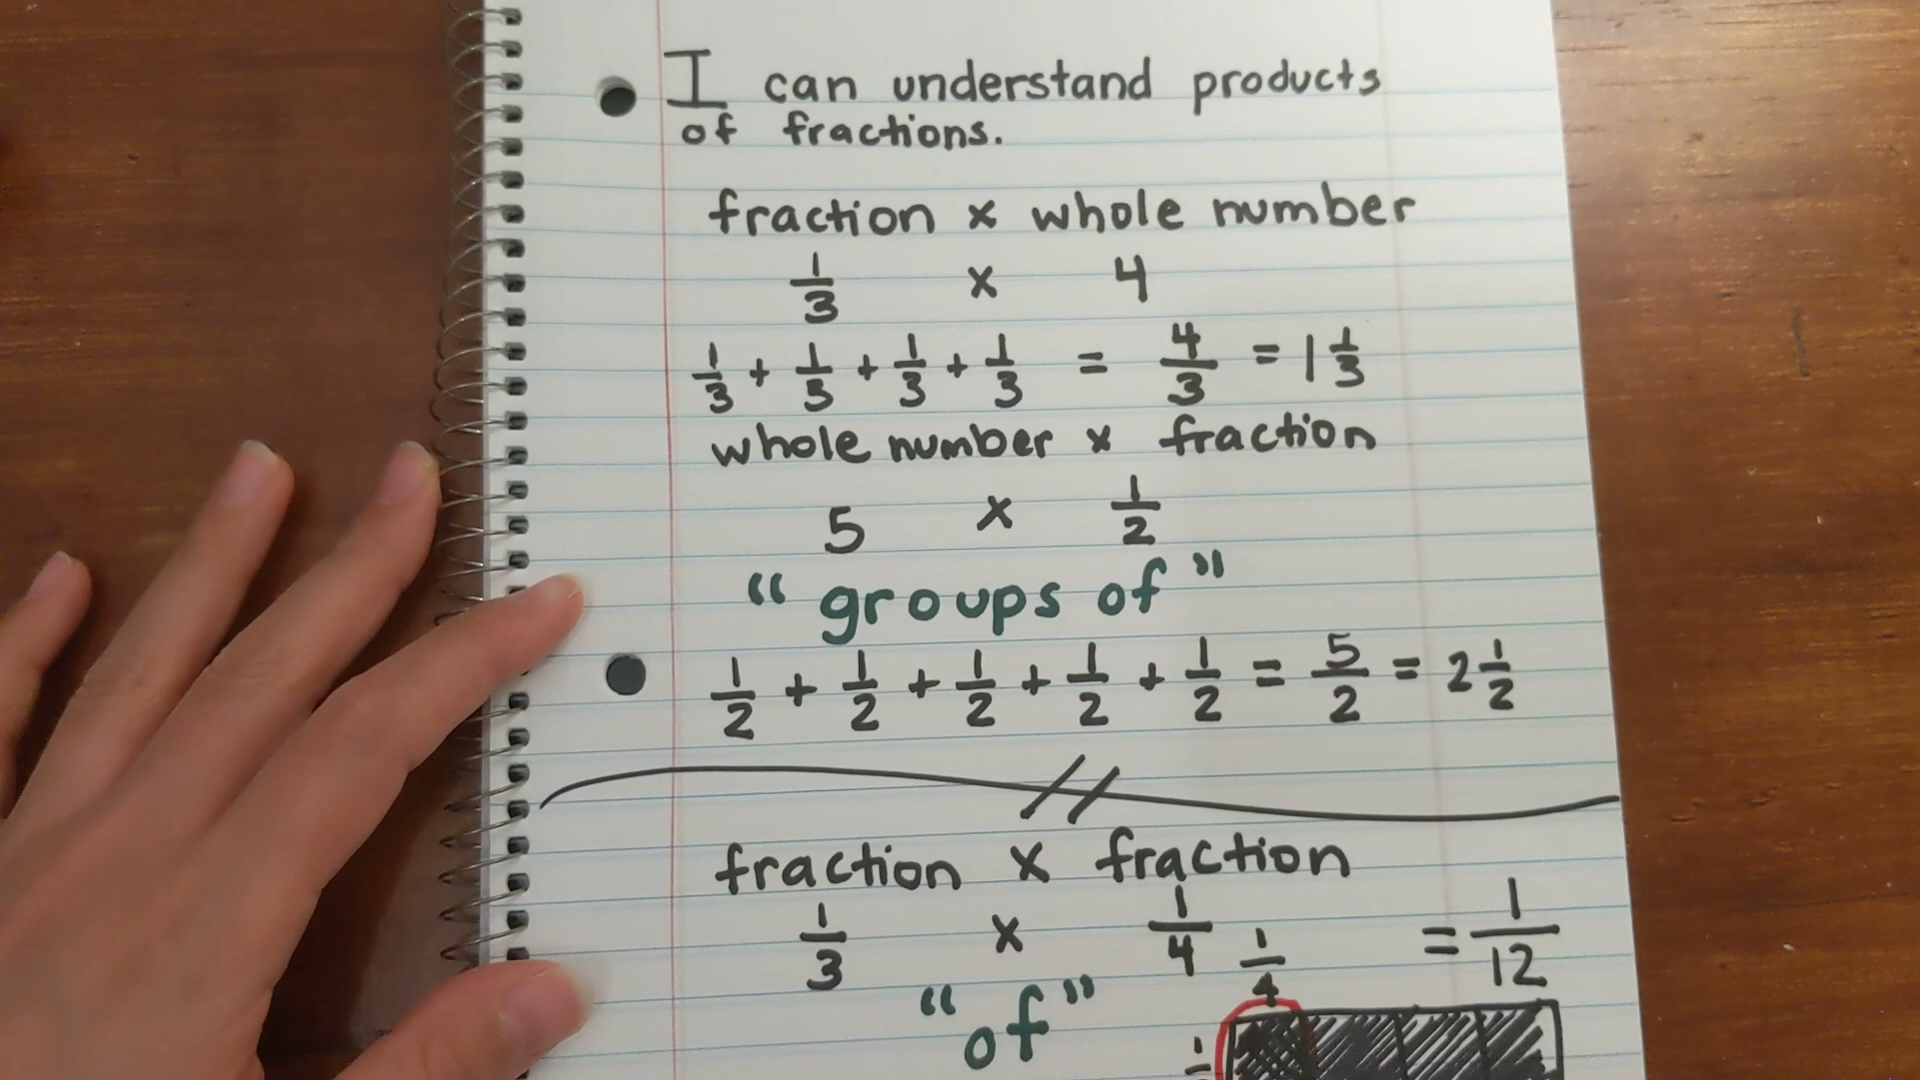 I can understand products
of fractions.
fraction x whole number
1/3 x 4
1/3 + 1/3 + 1/3 + 1/3 = 4/3 = 1 1/3
whole number x fraction
5 x 1/2
"groups of"
1/2 + 1/2 + 1/2 + 1/2 + 1/2 = 5/2 = 2 1/2
fraction x fraction
1/3 x 1/4 = 1/12
"of"
1/4